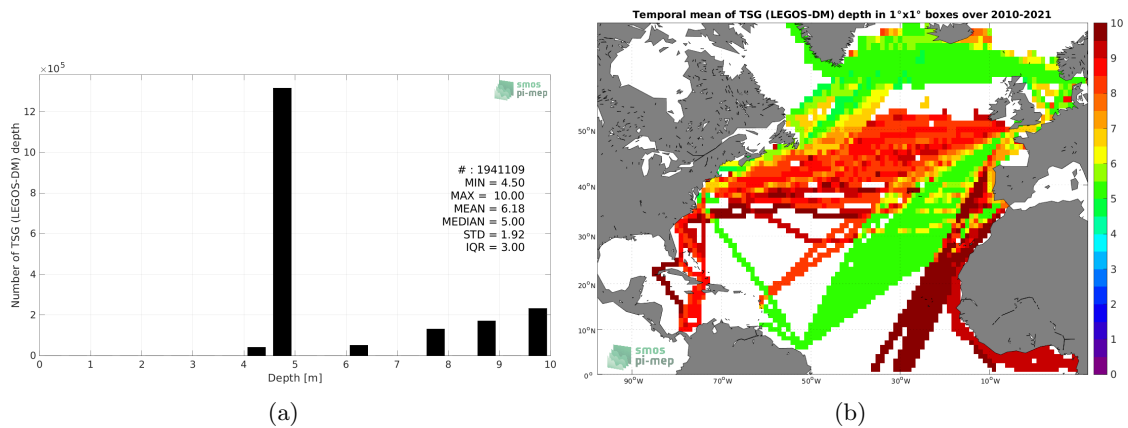 ×10⁵
12
10
8
6
4
2
0
0 1 2 3 4 5 6 7 8 9 10
Number of TSG (LEGOS-DM) depth
Depth [m]
smos
pi-mep
# : 1941109
MIN = 4.50
MAX = 10.00
MEAN = 6.18
MEDIAN = 5.00
STD = 1.92
IQR = 3.00
(a)
Temporal mean of TSG (LEGOS-DM) depth in 1°x1° boxes over 2010-2021
50°N
40°N
30°N
20°N
10°N
0°
90°W 70°W 50°W 30°W 10°W
smos
pi-mep
10
9
8
7
6
5
4
3
2
1
0
(b)